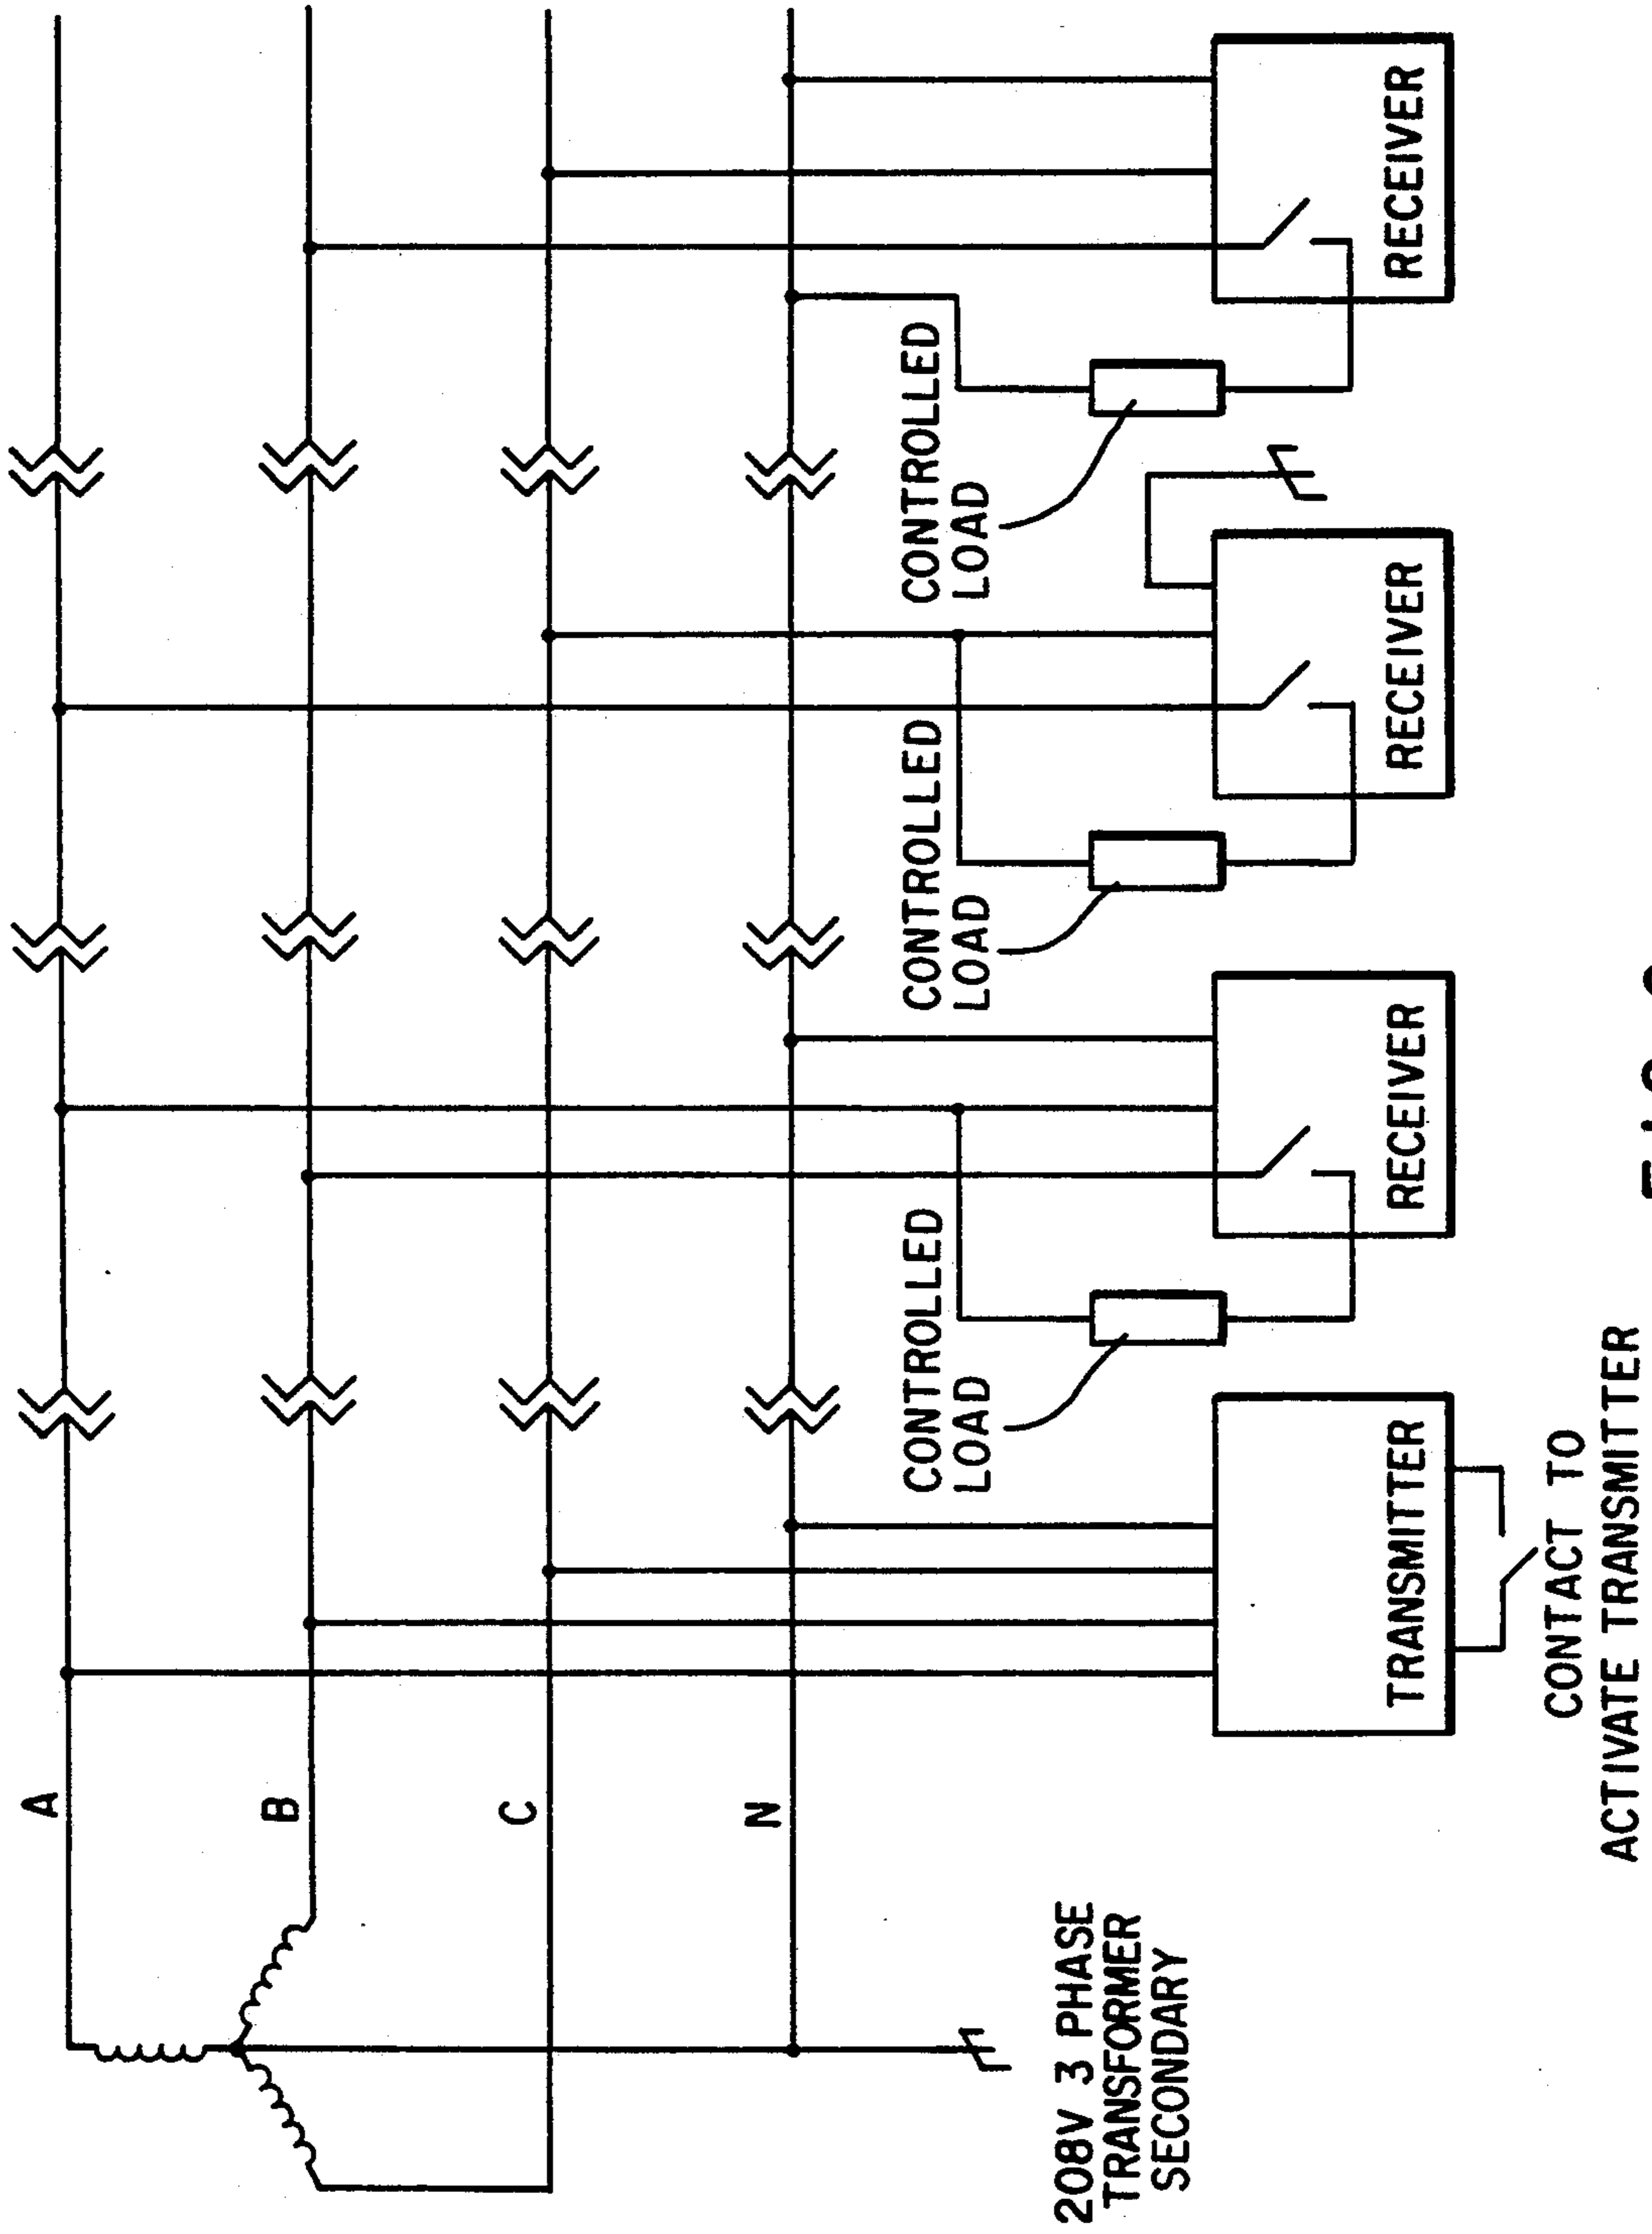 A
B
C
N
208V 3 PHASE
TRANSFORMER
SECONDARY
TRANSMITTER
CONTACT TO
ACTIVATE TRANSMITTER
CONTROLLED
LOAD
RECEIVER
CONTROLLED
LOAD
RECEIVER
CONTROLLED
LOAD
RECEIVER